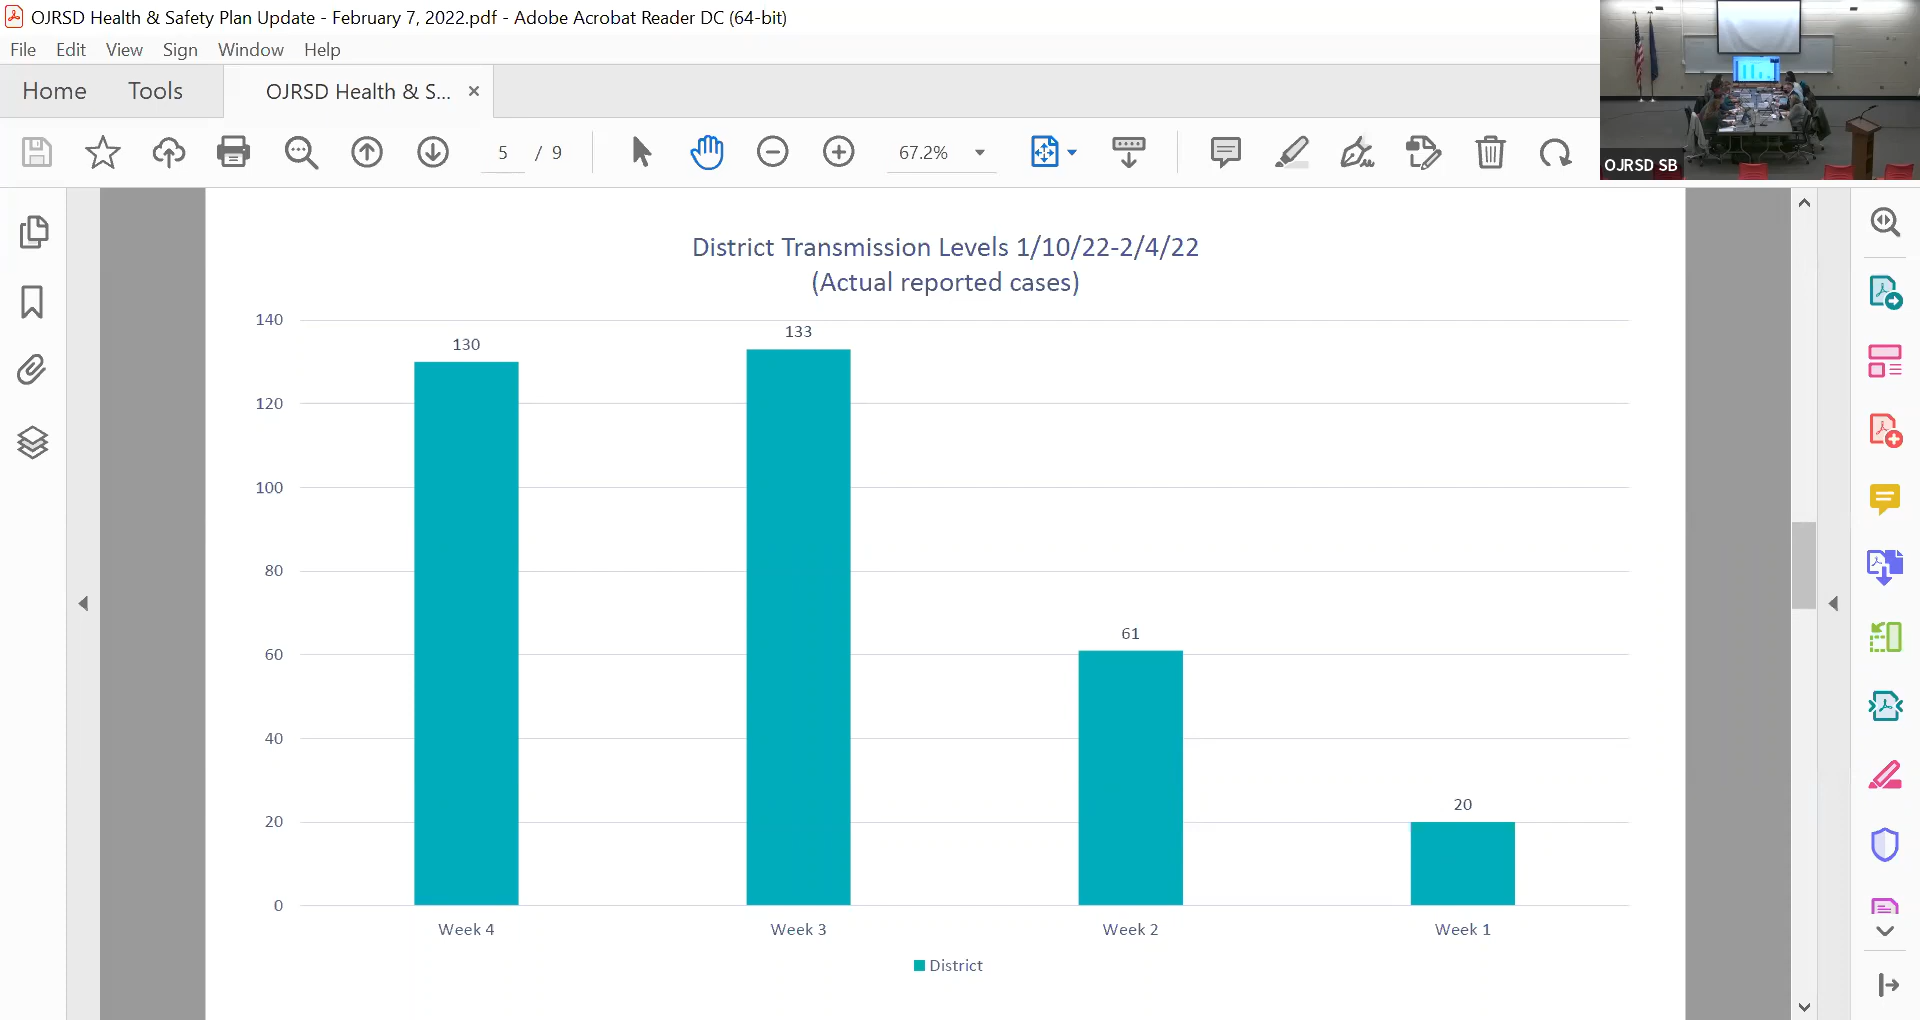 OJRSD Health & Safety Plan Update - February 7, 2022.pdf - Adobe Acrobat Reader DC (64-bit)
File Edit View Sign Window Help
Home Tools OJRSD Health & S... ×
5 / 9 67.2%
OJRSD SB
District Transmission Levels 1/10/22-2/4/22
(Actual reported cases)
140
120
100
80
60
40
20
0
130
133
61
20
Week 4 Week 3 Week 2 Week 1
District